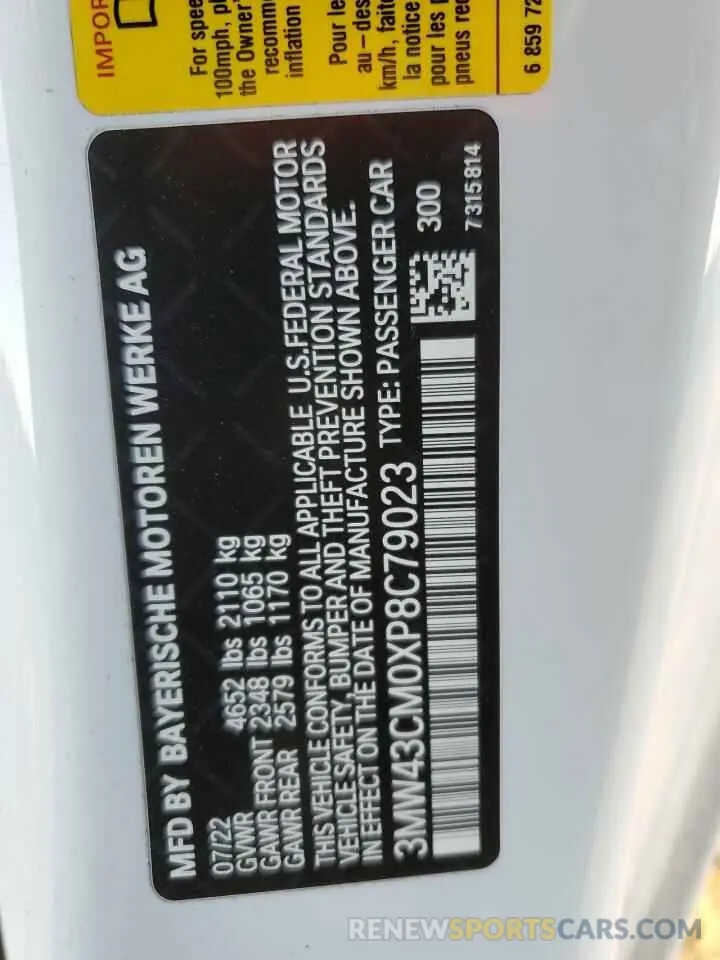 IMPOR
For spee
100mph, pl
the Owner'
recomm
inflation
Pour le
au-des
km/h, faite
la notice
pour les p
pneus rec
6 859 72
MFD BY BAYERISCHE MOTOREN WERKE AG
07/22
GVWR 4652 lbs 2110 kg
GAWR FRONT 2348 lbs 1065 kg
GAWR REAR 2579 lbs 1170 kg
THIS VEHICLE CONFORMS TO ALL APPLICABLE U.S.FEDERAL MOTOR
VEHICLE SAFETY, BUMPER AND THEFT PREVENTION STANDARDS
IN EFFECT ON THE DATE OF MANUFACTURE SHOWN ABOVE.
3MW43CM0XP8C79023 TYPE: PASSENGER CAR
300
7315814
RENEWSPORTSCARS.COM